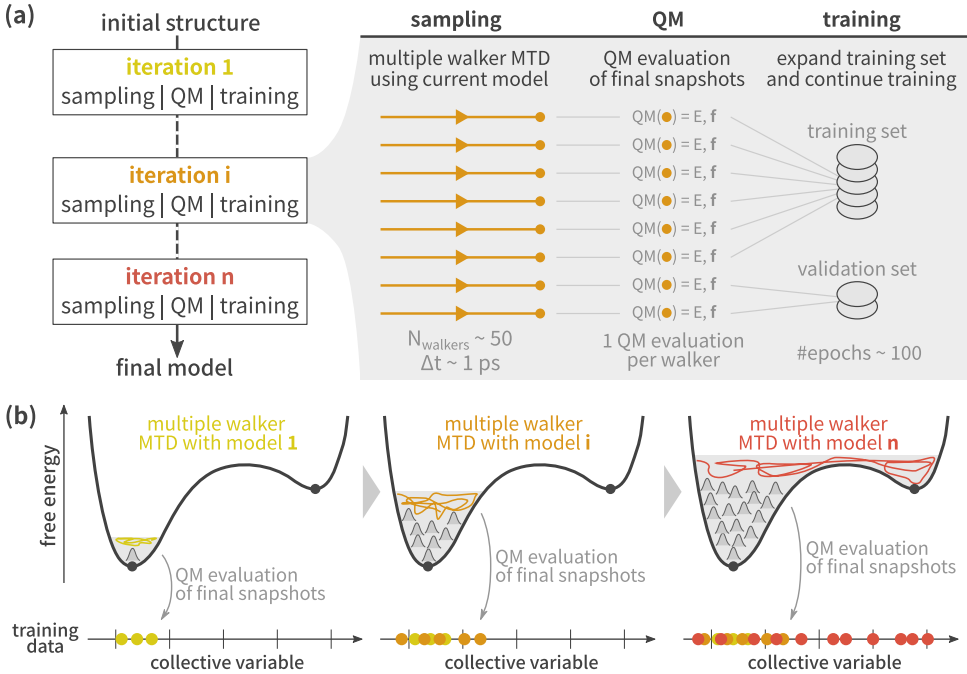 (a)
initial structure
iteration 1
sampling | QM | training
iteration i
sampling | QM | training
iteration n
sampling | QM | training
final model
sampling
QM
training
multiple walker MTD
using current model
QM evaluation
of final snapshots
expand training set
and continue training
QM( ) = E, f
QM( ) = E, f
QM( ) = E, f
QM( ) = E, f
QM( ) = E, f
QM( ) = E, f
QM( ) = E, f
QM( ) = E, f
training set
validation set
Nwalkers ~ 50
Δt ~ 1 ps
1 QM evaluation
per walker
#epochs ~ 100
(b)
free energy
multiple walker
MTD with model 1
QM evaluation
of final snapshots
multiple walker
MTD with model i
QM evaluation
of final snapshots
multiple walker
MTD with model n
QM evaluation
of final snapshots
training
data
collective variable
collective variable
collective variable